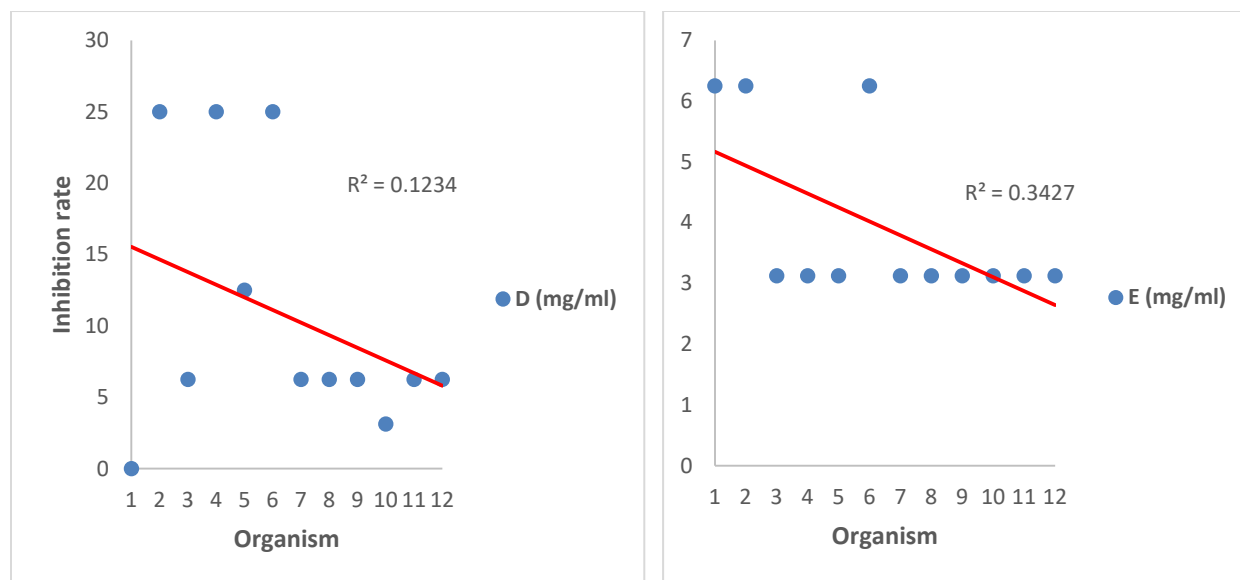 30
25
20
15
10
5
0
Inhibition rate
R² = 0.1234
D (mg/ml)
1 2 3 4 5 6 7 8 9 10 11 12
Organism
7
6
5
4
3
2
1
0
R² = 0.3427
E (mg/ml)
1 2 3 4 5 6 7 8 9 10 11 12
Organism